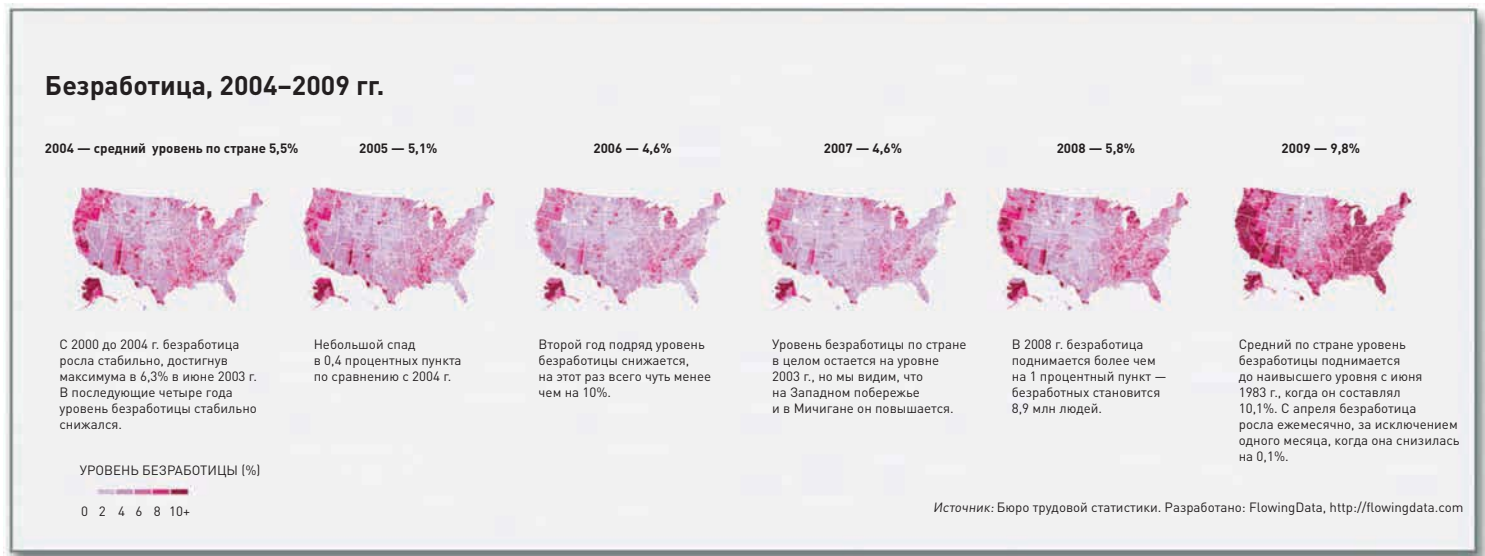 Безработица, 2004–2009 гг.
2004 — средний уровень по стране 5,5%
2005 — 5,1%
2006 — 4,6%
2007 — 4,6%
2008 — 5,8%
2009 — 9,8%
С 2000 до 2004 г. безработица
росла стабильно, достигнув
максимума в 6,3% в июне 2003 г.
В последующие четыре года
уровень безработицы стабильно
снижался.
Небольшой спад
в 0,4 процентных пункта
по сравнению с 2004 г.
Второй год подряд уровень
безработицы снижается,
на этот раз всего чуть менее
чем на 10%.
Уровень безработицы по стране
в целом остается на уровне
2003 г., но мы видим, что
на Западном побережье
и в Мичигане он повышается.
В 2008 г. безработица
поднимается более чем
на 1 процентный пункт —
безработных становится
8,9 млн людей.
Средний по стране уровень
безработицы поднимается
до наивысшего уровня с июня
1983 г., когда он составлял
10,1%. С апреля безработица
росла ежемесячно, за исключением
одного месяца, когда она снизилась
на 0,1%.
УРОВЕНЬ БЕЗРАБОТИЦЫ (%)
0 2 4 6 8 10+
Источник: Бюро трудовой статистики. Разработано: FlowingData, http://flowingdata.com